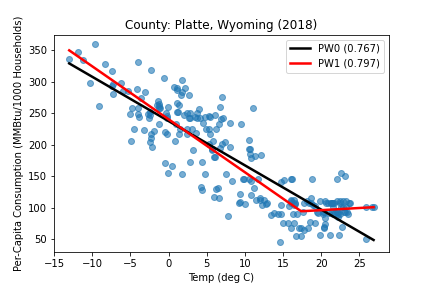 County: Platte, Wyoming (2018)
PW0 (0.767)
PW1 (0.797)
Per-Capita Consumption (MMBtu/1000 Households)
350
300
250
200
150
100
50
−15 −10 −5 0 5 10 15 20 25
Temp (deg C)